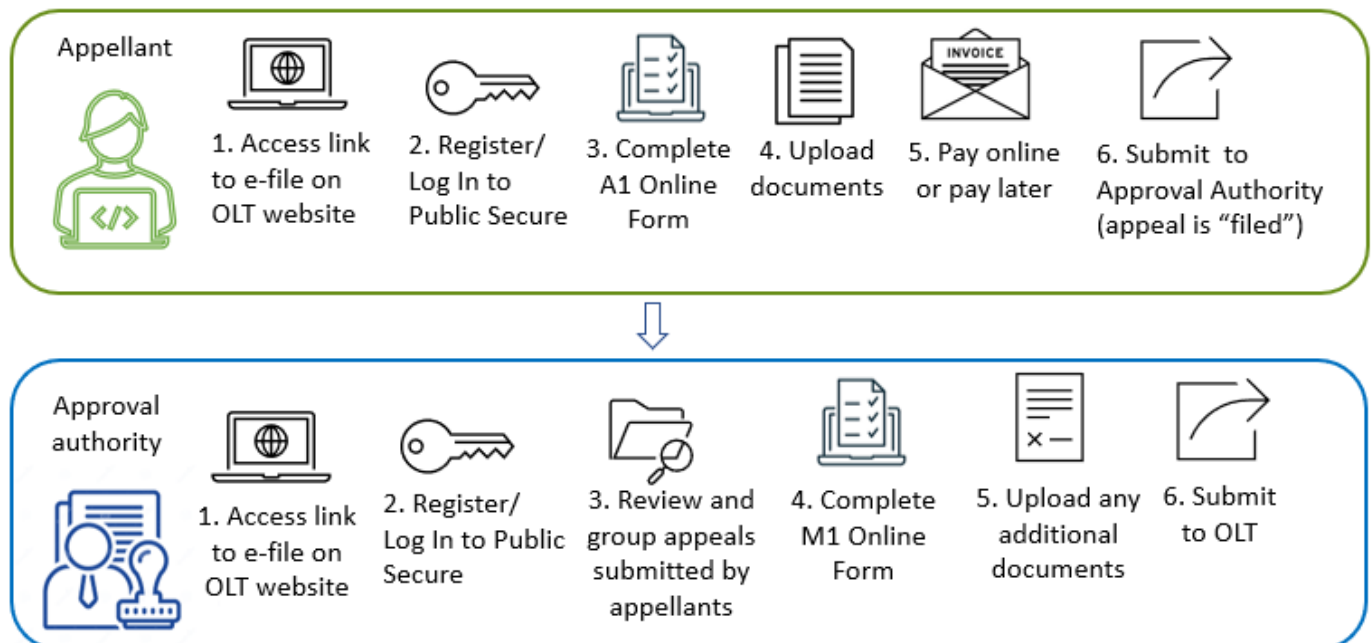 Appellant
1. Access link
to e-file on
OLT website
2. Register/
Log In to
Public Secure
3. Complete
A1 Online
Form
4. Upload
documents
INVOICE
5. Pay online
or pay later
6. Submit to
Approval Authority
(appeal is “filed”)
Approval
authority
1. Access link
to e-file on
OLT website
2. Register/
Log In to Public
Secure
3. Review and
group appeals
submitted by
appellants
4. Complete
M1 Online
Form
5. Upload any
additional
documents
6. Submit
to OLT